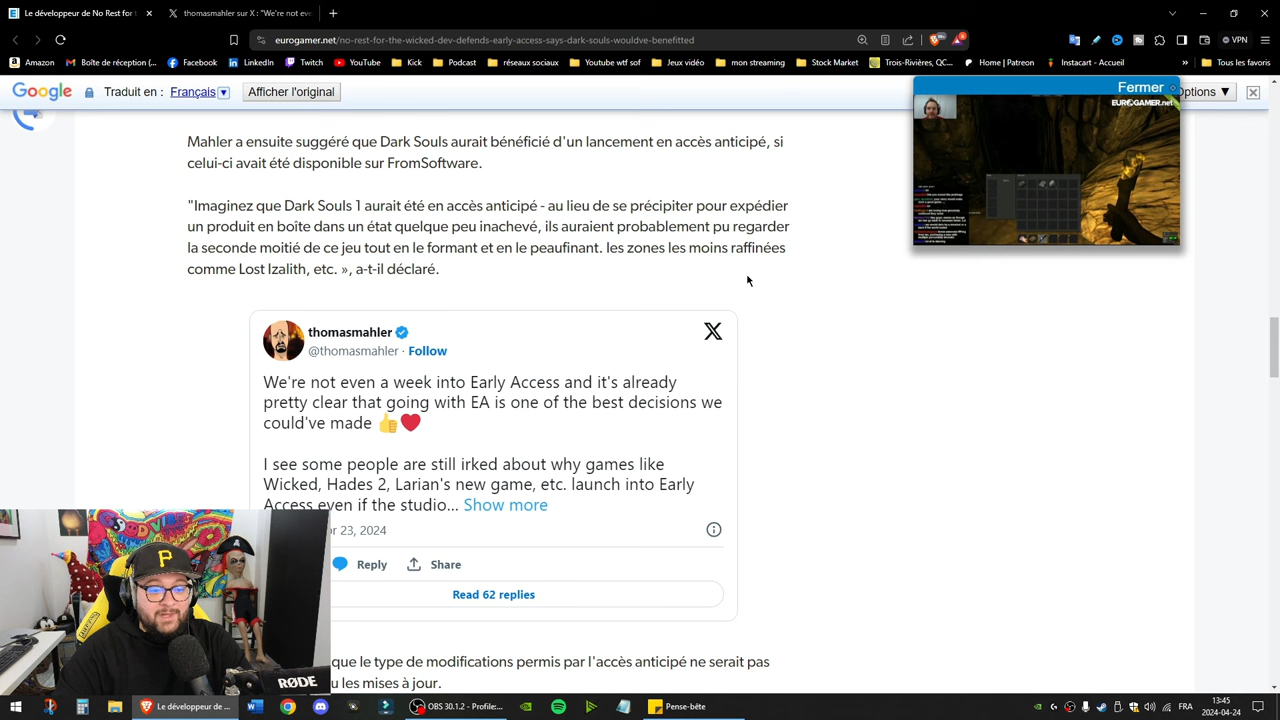 Le développeur de No Rest for t
thomasmahler sur X : "We're not eve
eurogamer.net/no-rest-for-the-wicked-dev-defends-early-access-says-dark-souls-wouldve-benefitted
VPN
Amazon
Boîte de réception (...
Facebook
LinkedIn
Twitch
YouTube
Kick
Podcast
réseaux sociaux
Youtube wtf sof
Jeux vidéo
mon streaming
Stock Market
Trois-Rivières, QC...
Home | Patreon
Instacart - Accueil
Tous les favoris
Google
Traduit en :
Français
Afficher l'original
Fermer
Options ▼
EUROGAMER.net
Mahler a ensuite suggéré que Dark Souls aurait bénéficié d'un lancement en accès anticipé, si
celui-ci avait été disponible sur FromSoftware.
"Imaginez que Dark Souls 1 aurait été en accès anticipé - au lieu de se précipiter pour expédier
un produit en boîte dans un état quelque peu inachevé, ils auraient probablement pu regarder
la seconde moitié de ce jeu tout en le formant et en le peaufinant. les zones les moins raffinées
comme Lost Izalith, etc. », a-t-il déclaré.
thomasmahler
@thomasmahler · Follow
We're not even a week into Early Access and it's already
pretty clear that going with EA is one of the best decisions we
could've made 👍❤️
I see some people are still irked about why games like
Wicked, Hades 2, Larian's new game, etc. launch into Early
Access even if the studio... Show more
r 23, 2024
Reply
Share
Read 62 replies
que le type de modifications permis par l'accès anticipé ne serait pas
u les mises à jour.
GOOD VIBES
P
RØDE
Le développeur de ...
OBS 30.1.2 - Profile:...
Pense-bête
FRA
13:45
2024-04-24